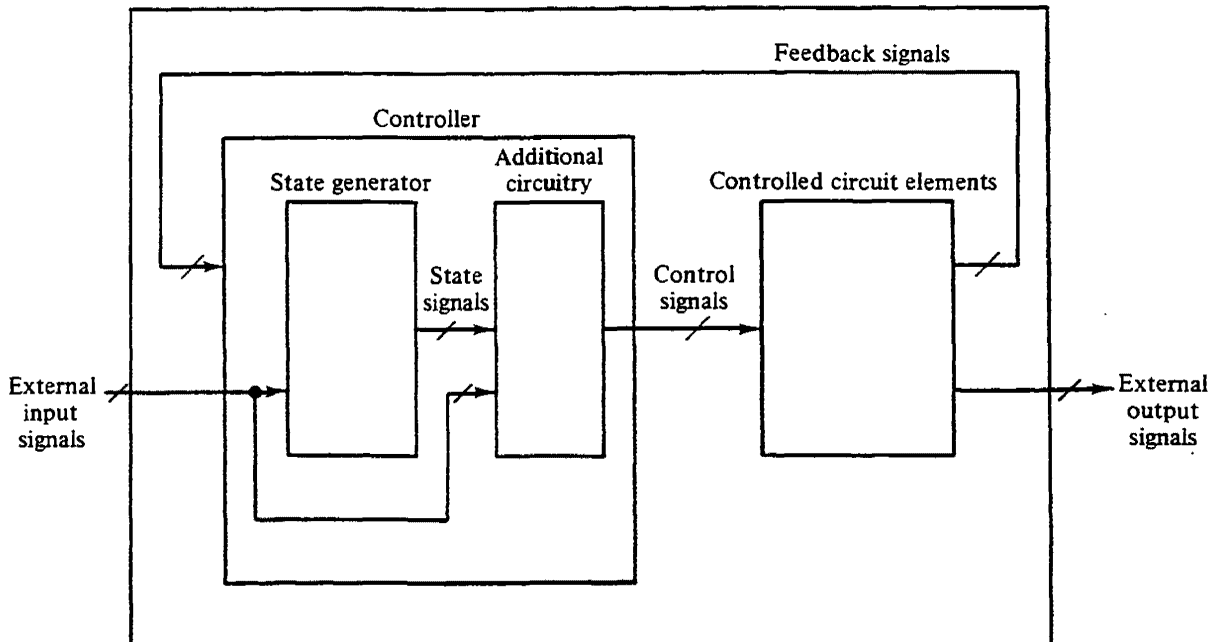 Feedback signals
Controller
Additional
circuitry
State generator
Controlled circuit elements
State
signals
Control
signals
External
input
signals
External
output
signals